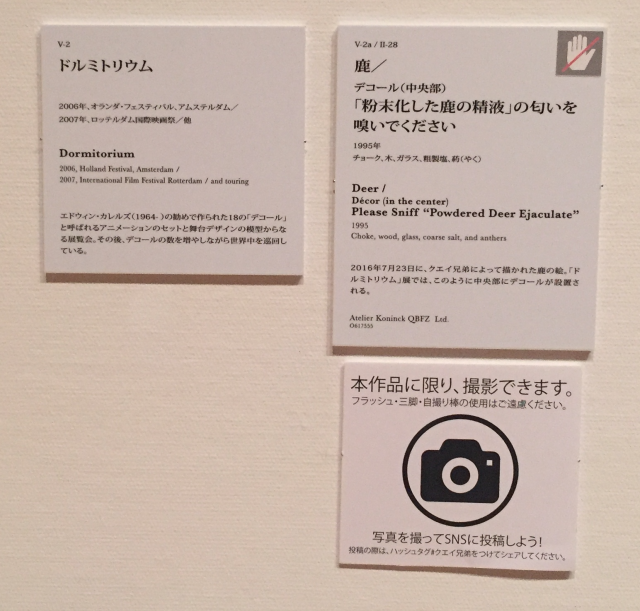 V-2
ドルミトリウム
2006年、オランダ・フェスティバル、アムステルダム／
2007年、ロッテルダム国際映画祭／他
Dormitorium
2006, Holland Festival, Amsterdam /
2007, International Film Festival Rotterdam / and touring
エドウィン・カレルズ(1964- )の勧めで作られた18の「デコール」
と呼ばれるアニメーションのセットと舞台デザインの模型からな
る展覧会。その後、デコールの数を増やしながら世界中を巡回し
ている。
V-2a / II-28
鹿／
デコール(中央部)
「粉末化した鹿の精液」の匂いを
嗅いでください
1995年
チョーク、木、ガラス、粗製塩、葯(やく)
Deer /
Décor (in the center)
Please Sniff “Powdered Deer Ejaculate”
1995
Choke, wood, glass, coarse salt, and anthers
2016年7月23日に、クエイ兄弟によって描かれた鹿の絵。「ド
ルミトリウム」展では、このように中央部にデコールが設置さ
れる。
Atelier Koninck QBFZ Ltd.
O617555
本作品に限り、撮影できます。
フラッシュ・三脚・自撮り棒の使用はご遠慮ください。
写真を撮ってSNSに投稿しよう!
投稿の際は、ハッシュタグ#クエイ兄弟をつけてシェアしてください。